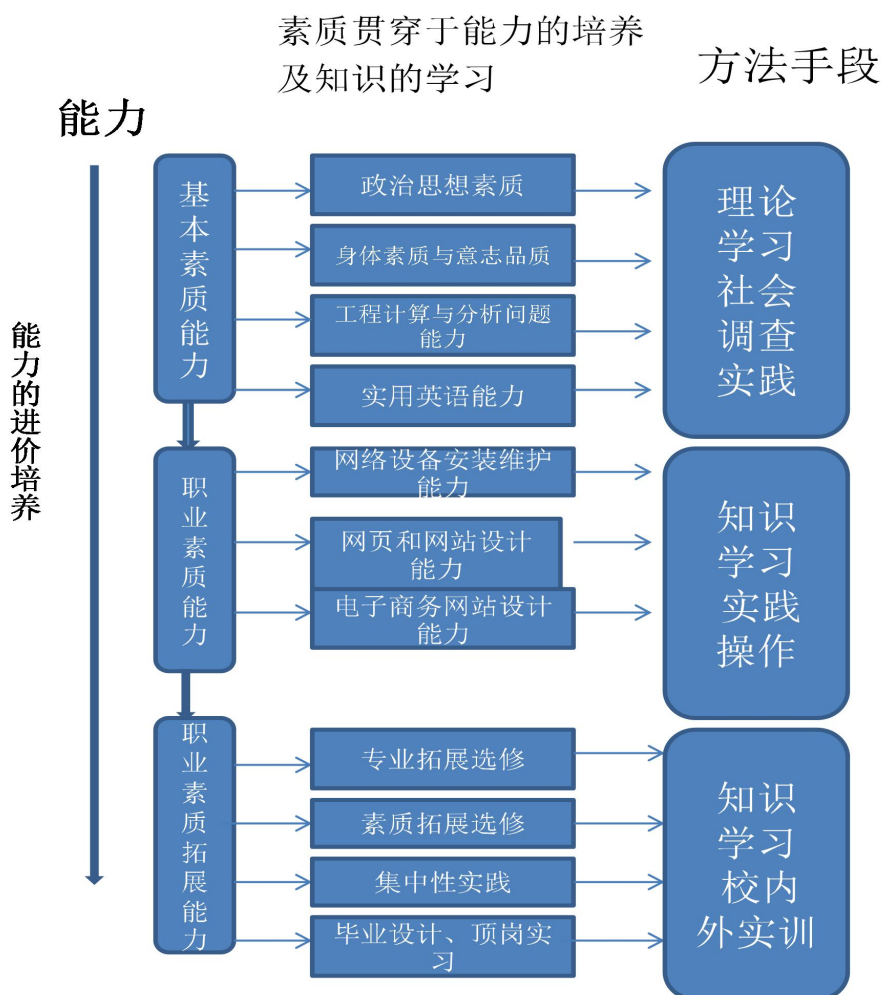 素质贯穿于能力的培养
及知识的学习
方法手段
能力
能力的进价培养
基本素质能力
政治思想素质
身体素质与意志品质
工程计算与分析问题
能力
实用英语能力
理论
学习
社会
调查
实践
职业素质能力
网络设备安装维护
能力
网页和网站设计
能力
电子商务网站设计
能力
知识
学习
实践
操作
职业素质拓展能力
专业拓展选修
素质拓展选修
集中性实践
毕业设计、顶岗实
习
知识
学习
校内
外实训